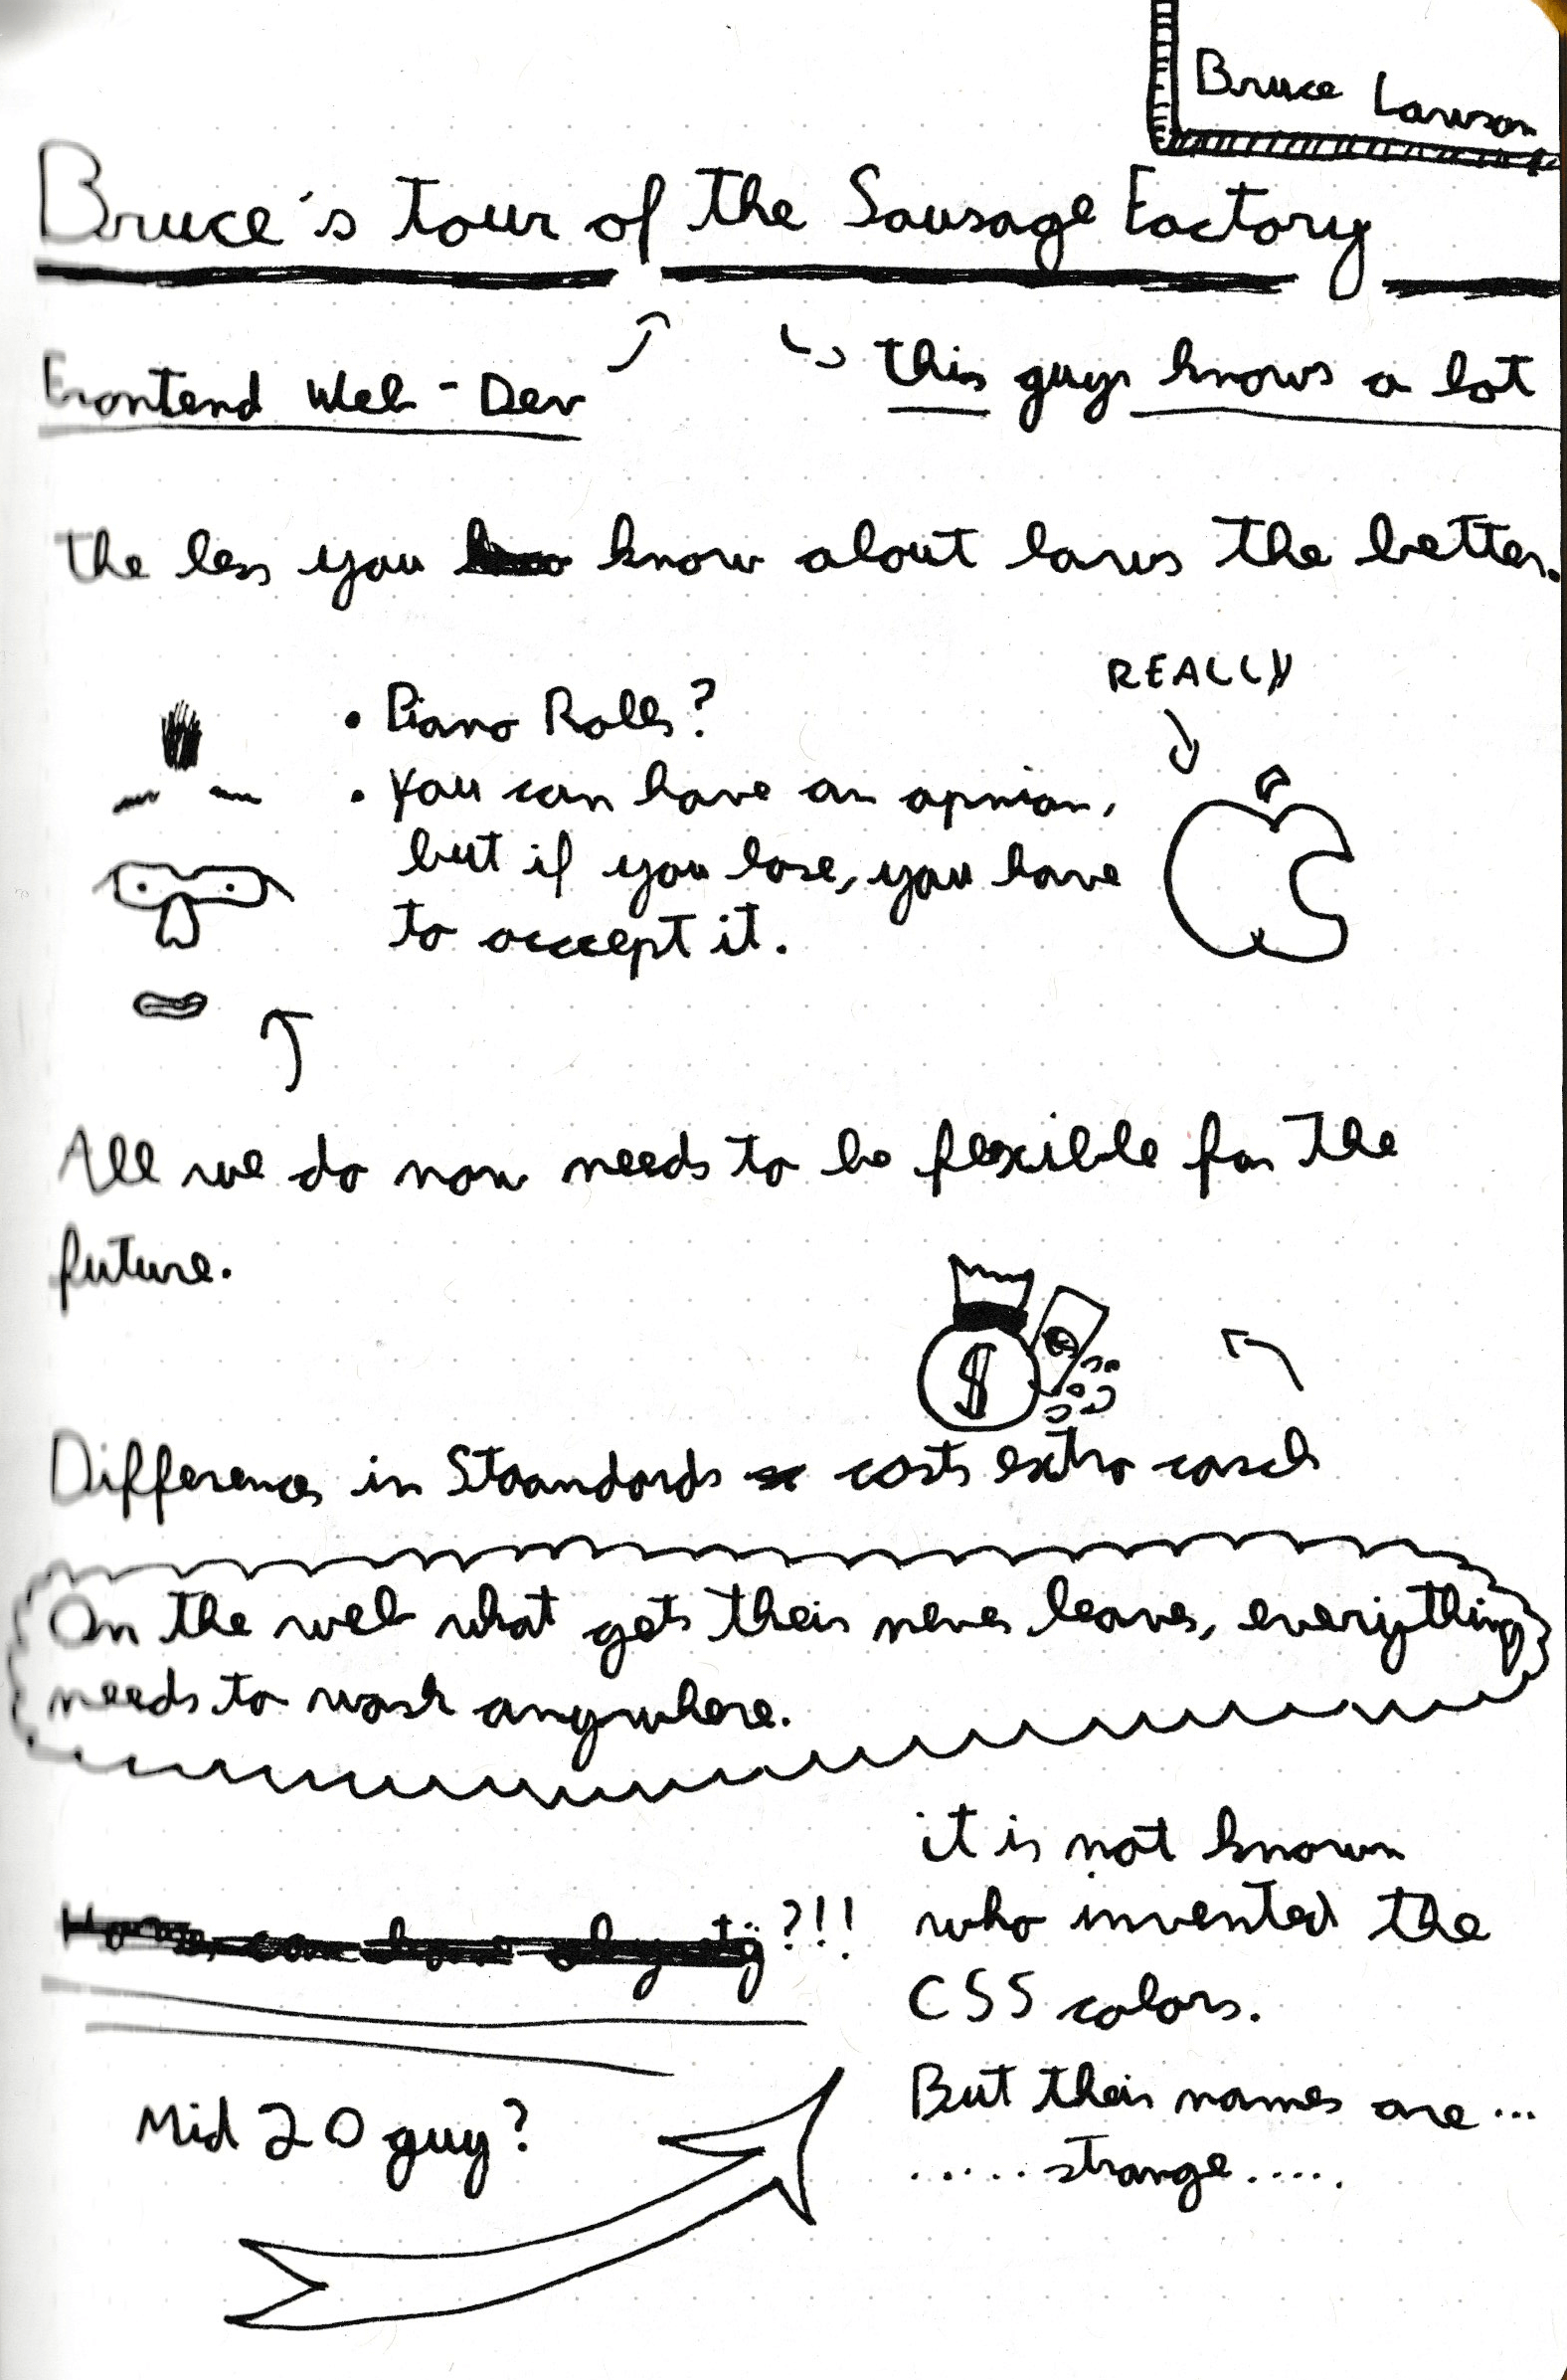 Bruce Lawson
Bruce's tour of the Sausage Factory
Frontend Web-Dev
this guy knows a lot
the less you know about laws the better.
REALLY
• Piano Rolls?
• You can have an opinion,
but if you lose, you have
to accept it.
All we do now needs to be flexible for the
future.
$
Difference in Staandards costs extra cash
On the web what gets their never leaves, everything
needs to work anywhere.
?!!
it is not known
who invented the
CSS colors.
But their names are...
.....strange.....
Mid 20 guy?